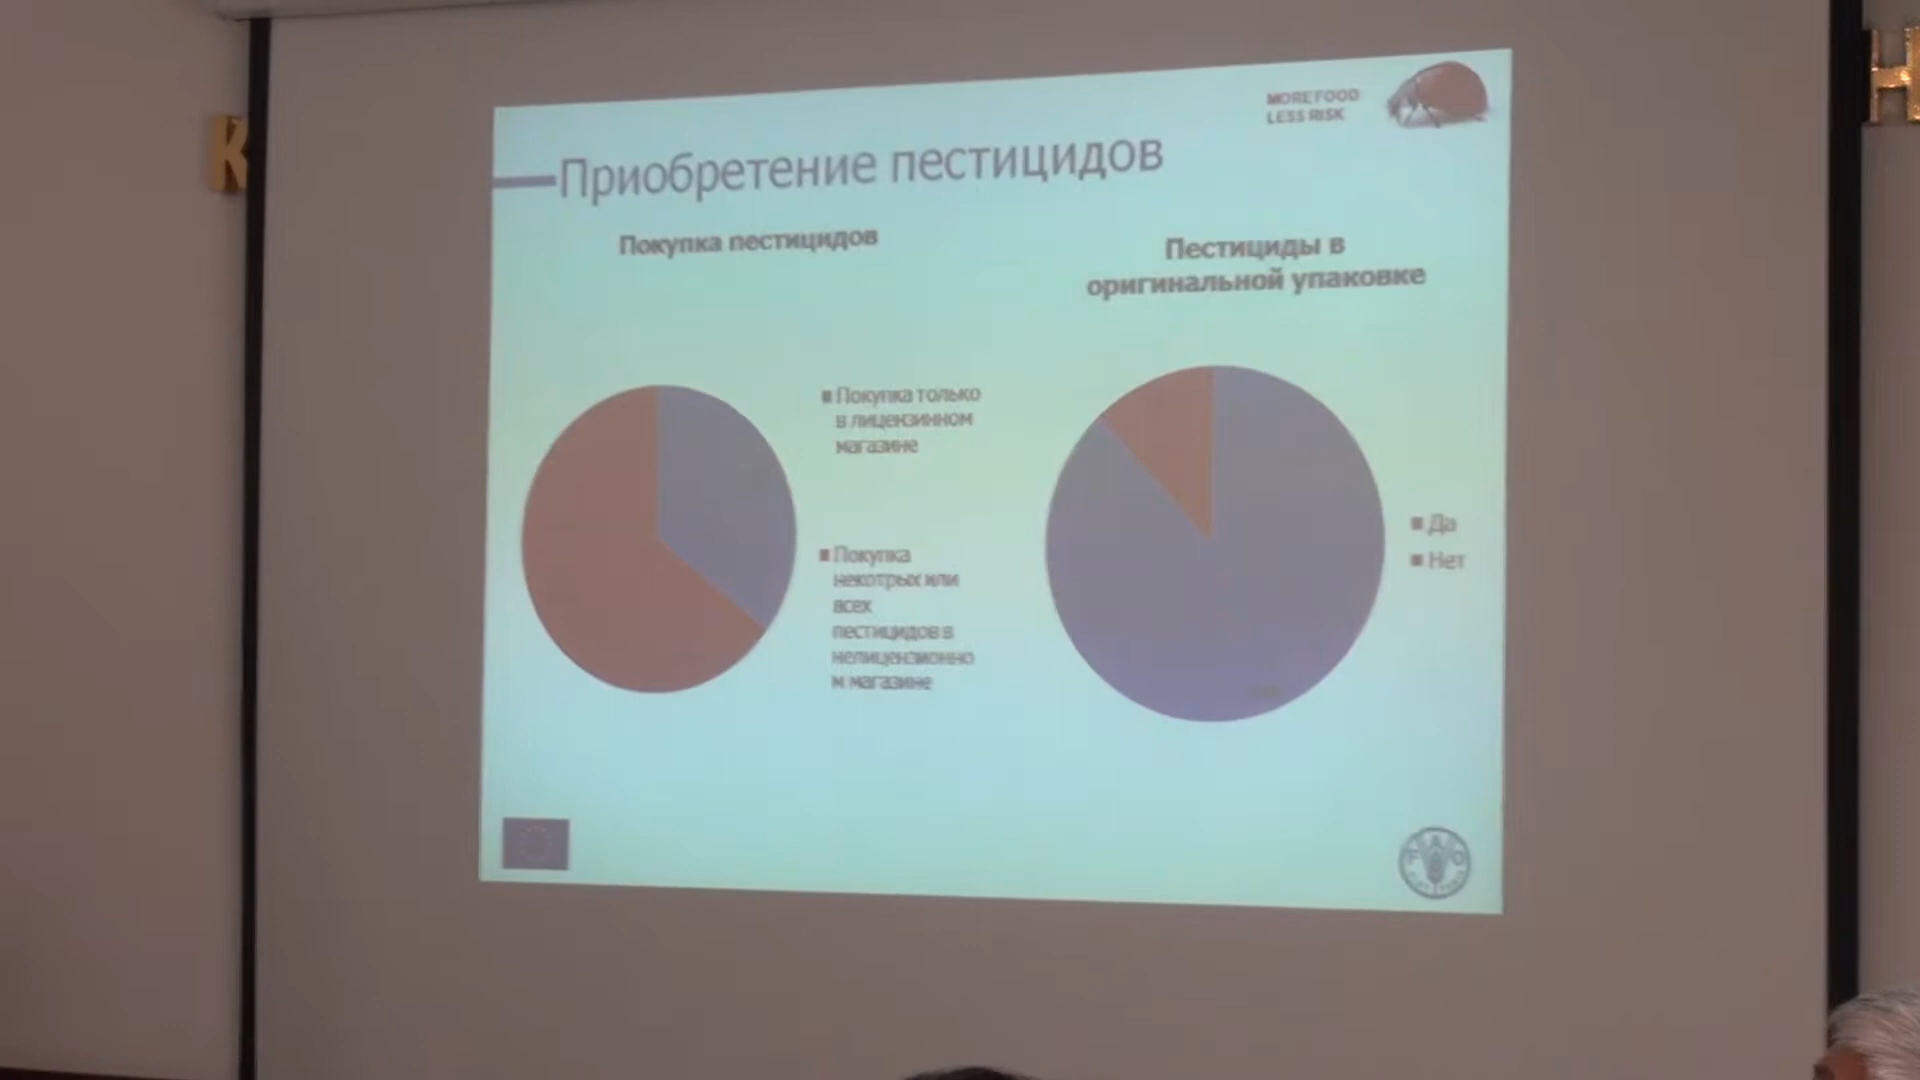 К
Н
MORE FOOD
LESS RISK
Приобретение пестицидов
Покупка пестицидов
Пестициды в
оригинальной упаковке
Покупка только
в лицензинном
магазине
Покупка
некотрых или
всех
пестицидов в
нелицензионно
м магазине
Да
Нет
FAO